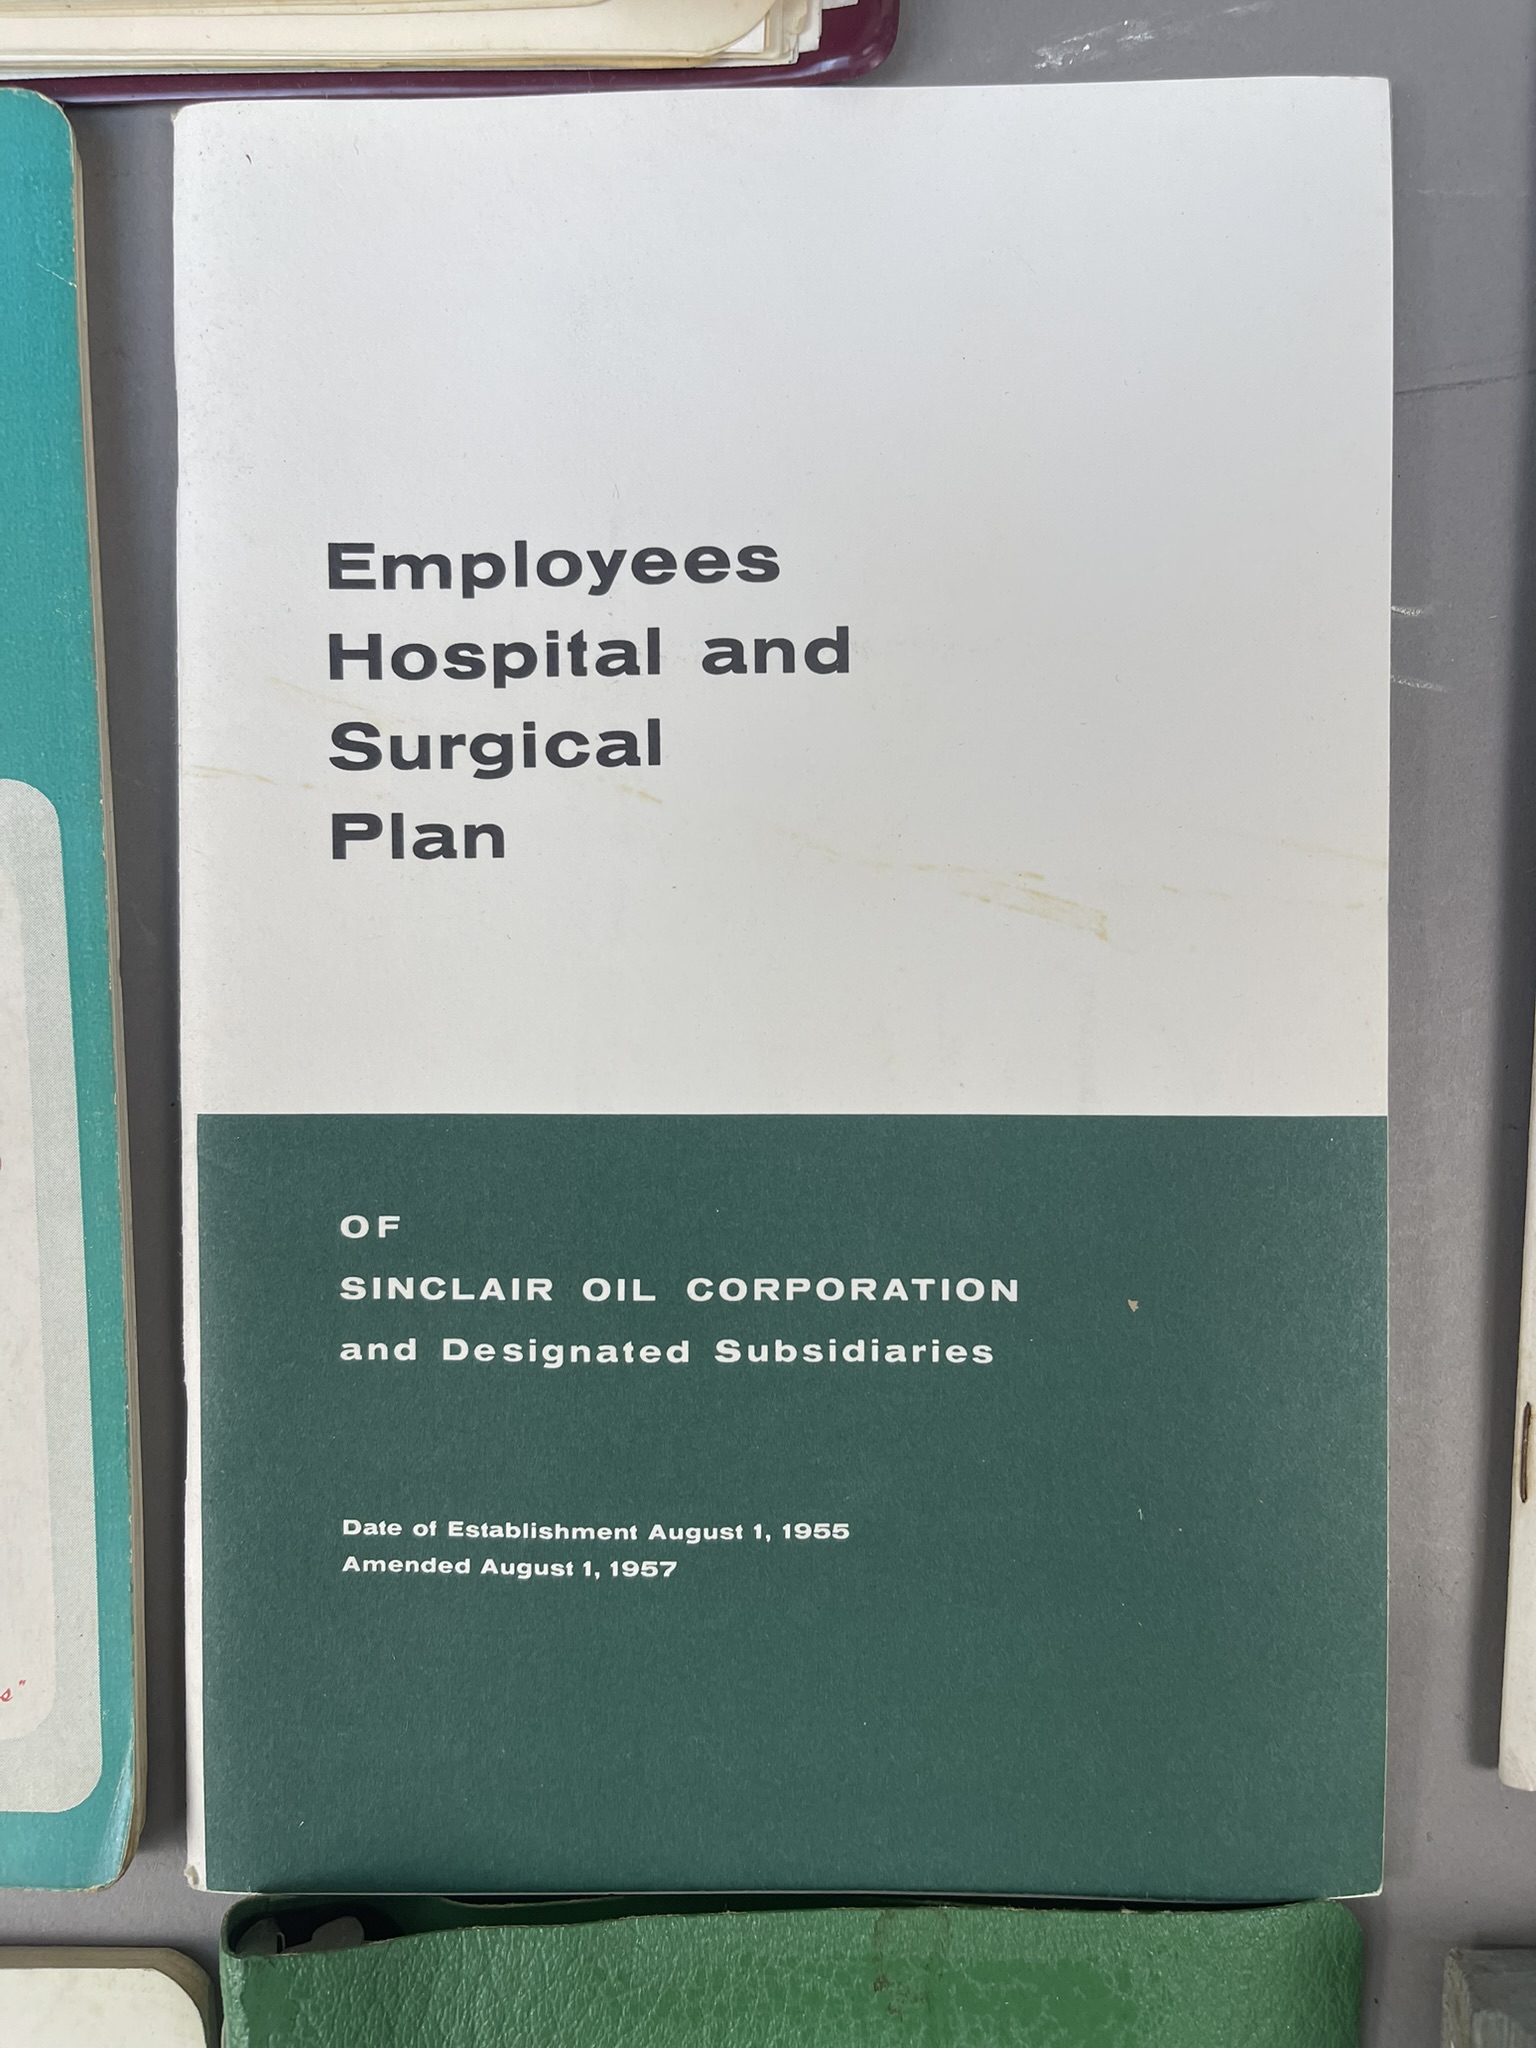 Employees
Hospital and
Surgical
Plan
OF
SINCLAIR OIL CORPORATION
and Designated Subsidiaries
Date of Establishment August 1, 1955
Amended August 1, 1957
s"